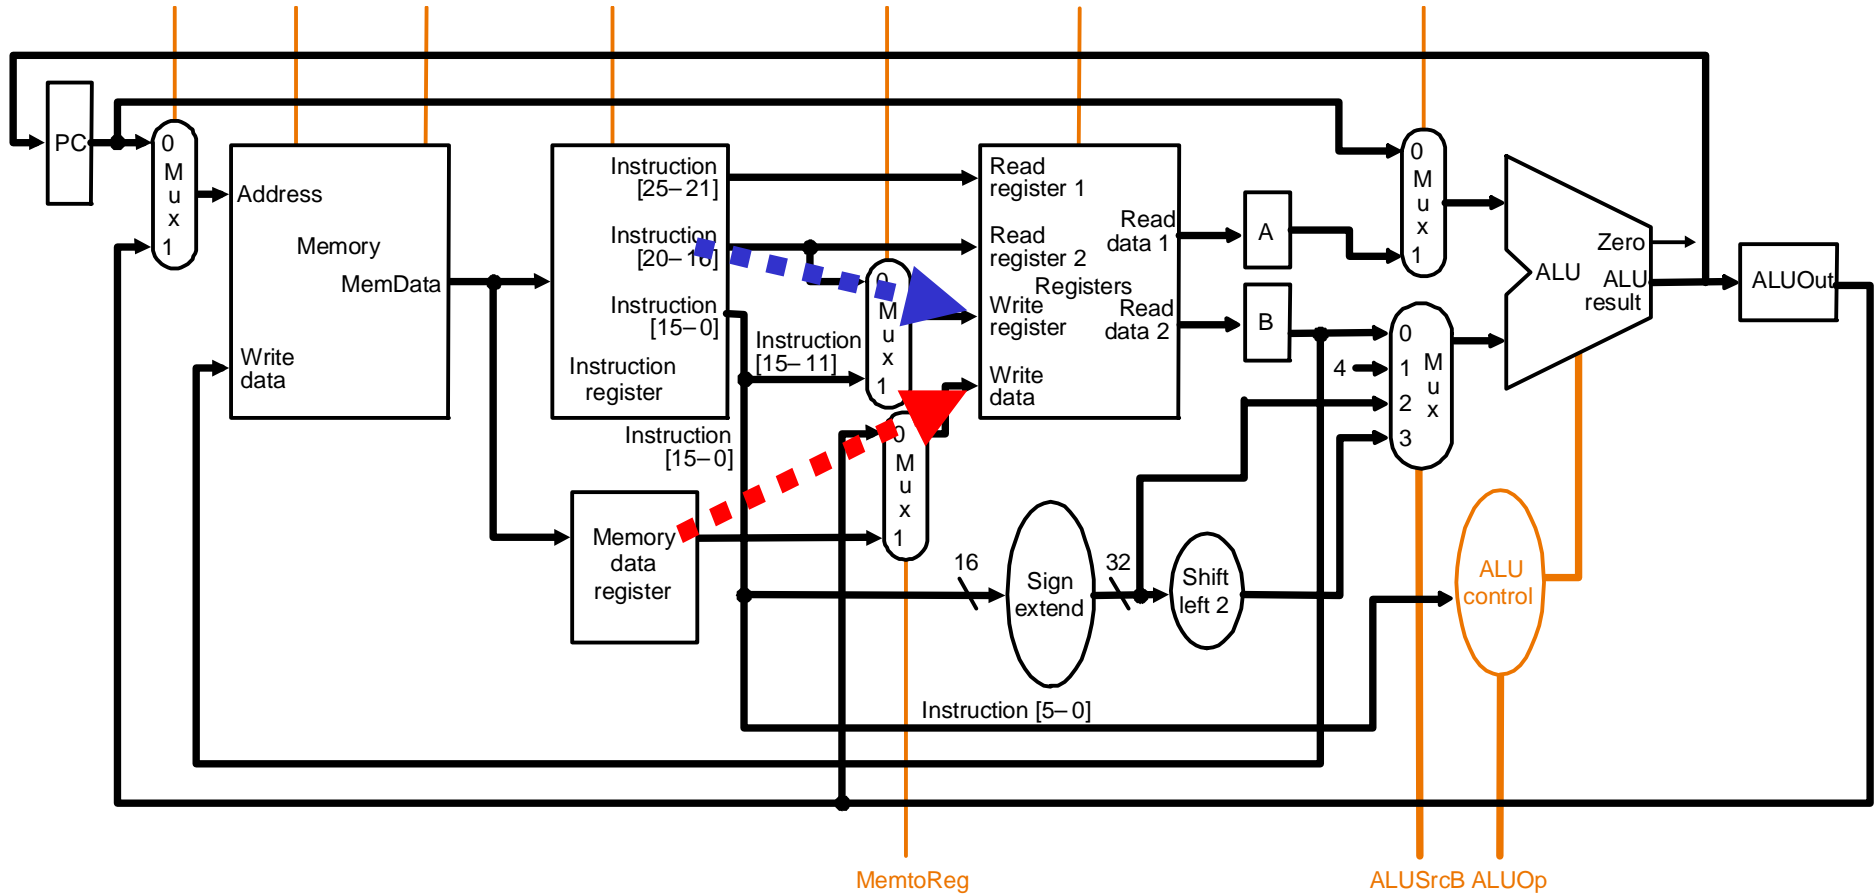 PC
0
M
u
x
1
Address
Memory
MemData
Write
data
Instruction
[25–21]
Instruction
[20–16]
Instruction
[15–0]
Instruction
register
Instruction
[15–0]
Memory
data
register
Instruction
[15–11]
0
M
u
x
1
0
M
u
x
1
Read
register 1
Read
register 2
Registers
Write
register
Write
data
Read
data 1
Read
data 2
A
B
4
0
M
u
x
1
0
1
2
3
M
u
x
Zero
ALU
ALU
result
ALUOut
16
Sign
extend
32
Shift
left 2
ALU
control
Instruction [5–0]
MemtoReg
ALUSrcB ALUOp